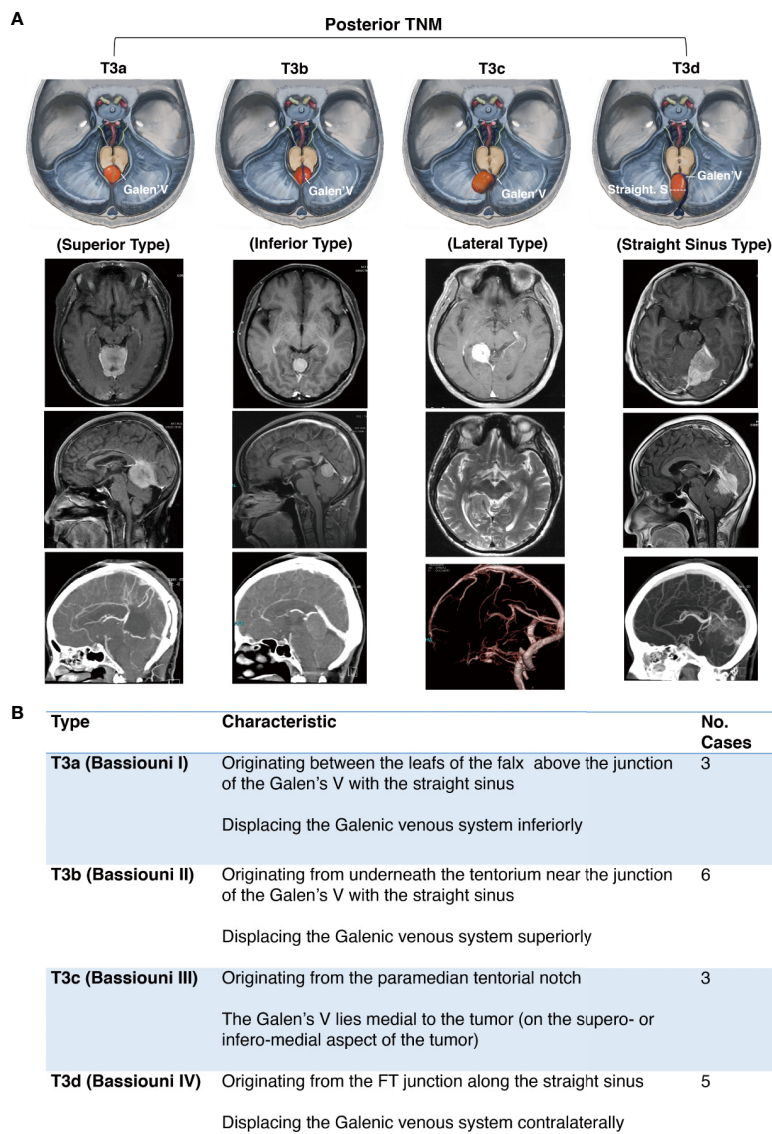 A
Posterior TNM
T3a
T3b
T3c
T3d
Galen'V
Galen'V
Galen'V
Galen'V
Straight. S
(Superior Type)
(Inferior Type)
(Lateral Type)
(Straight Sinus Type)
B
Type
Characteristic
No.
Cases
T3a (Bassiouni I)
Originating between the leafs of the falx above the junction
of the Galen's V with the straight sinus
3
Displacing the Galenic venous system inferiorly
T3b (Bassiouni II)
Originating from underneath the tentorium near the junction
of the Galen's V with the straight sinus
6
Displacing the Galenic venous system superiorly
T3c (Bassiouni III)
Originating from the paramedian tentorial notch
3
The Galen's V lies medial to the tumor (on the supero- or
infero-medial aspect of the tumor)
T3d (Bassiouni IV)
Originating from the FT junction along the straight sinus
5
Displacing the Galenic venous system contralaterally